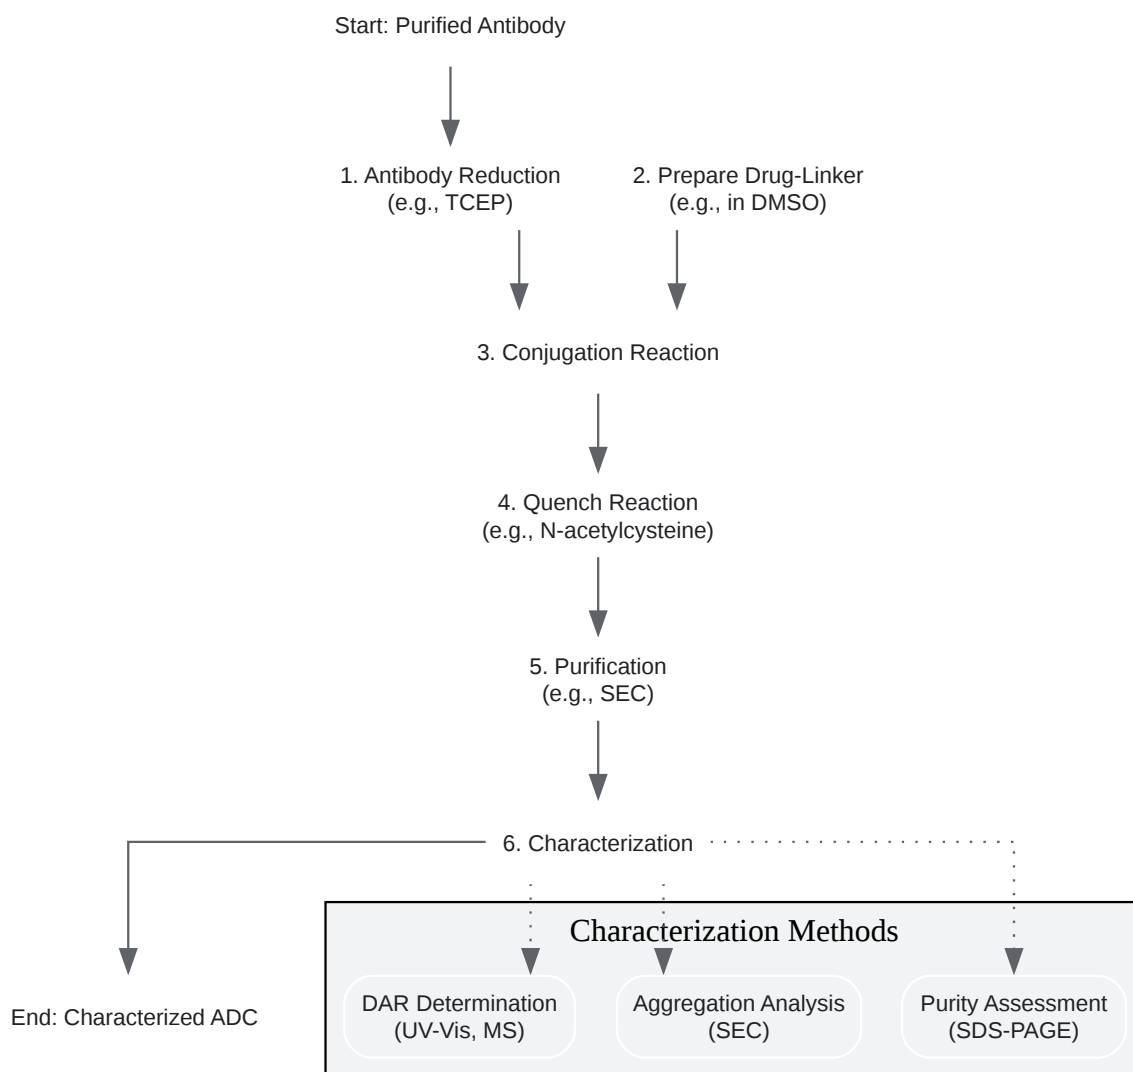 Start: Purified Antibody
1. Antibody Reduction
(e.g., TCEP)
2. Prepare Drug-Linker
(e.g., in DMSO)
3. Conjugation Reaction
4. Quench Reaction
(e.g., N-acetylcysteine)
5. Purification
(e.g., SEC)
6. Characterization
Characterization Methods
End: Characterized ADC
DAR Determination
(UV-Vis, MS)
Aggregation Analysis
(SEC)
Purity Assessment
(SDS-PAGE)